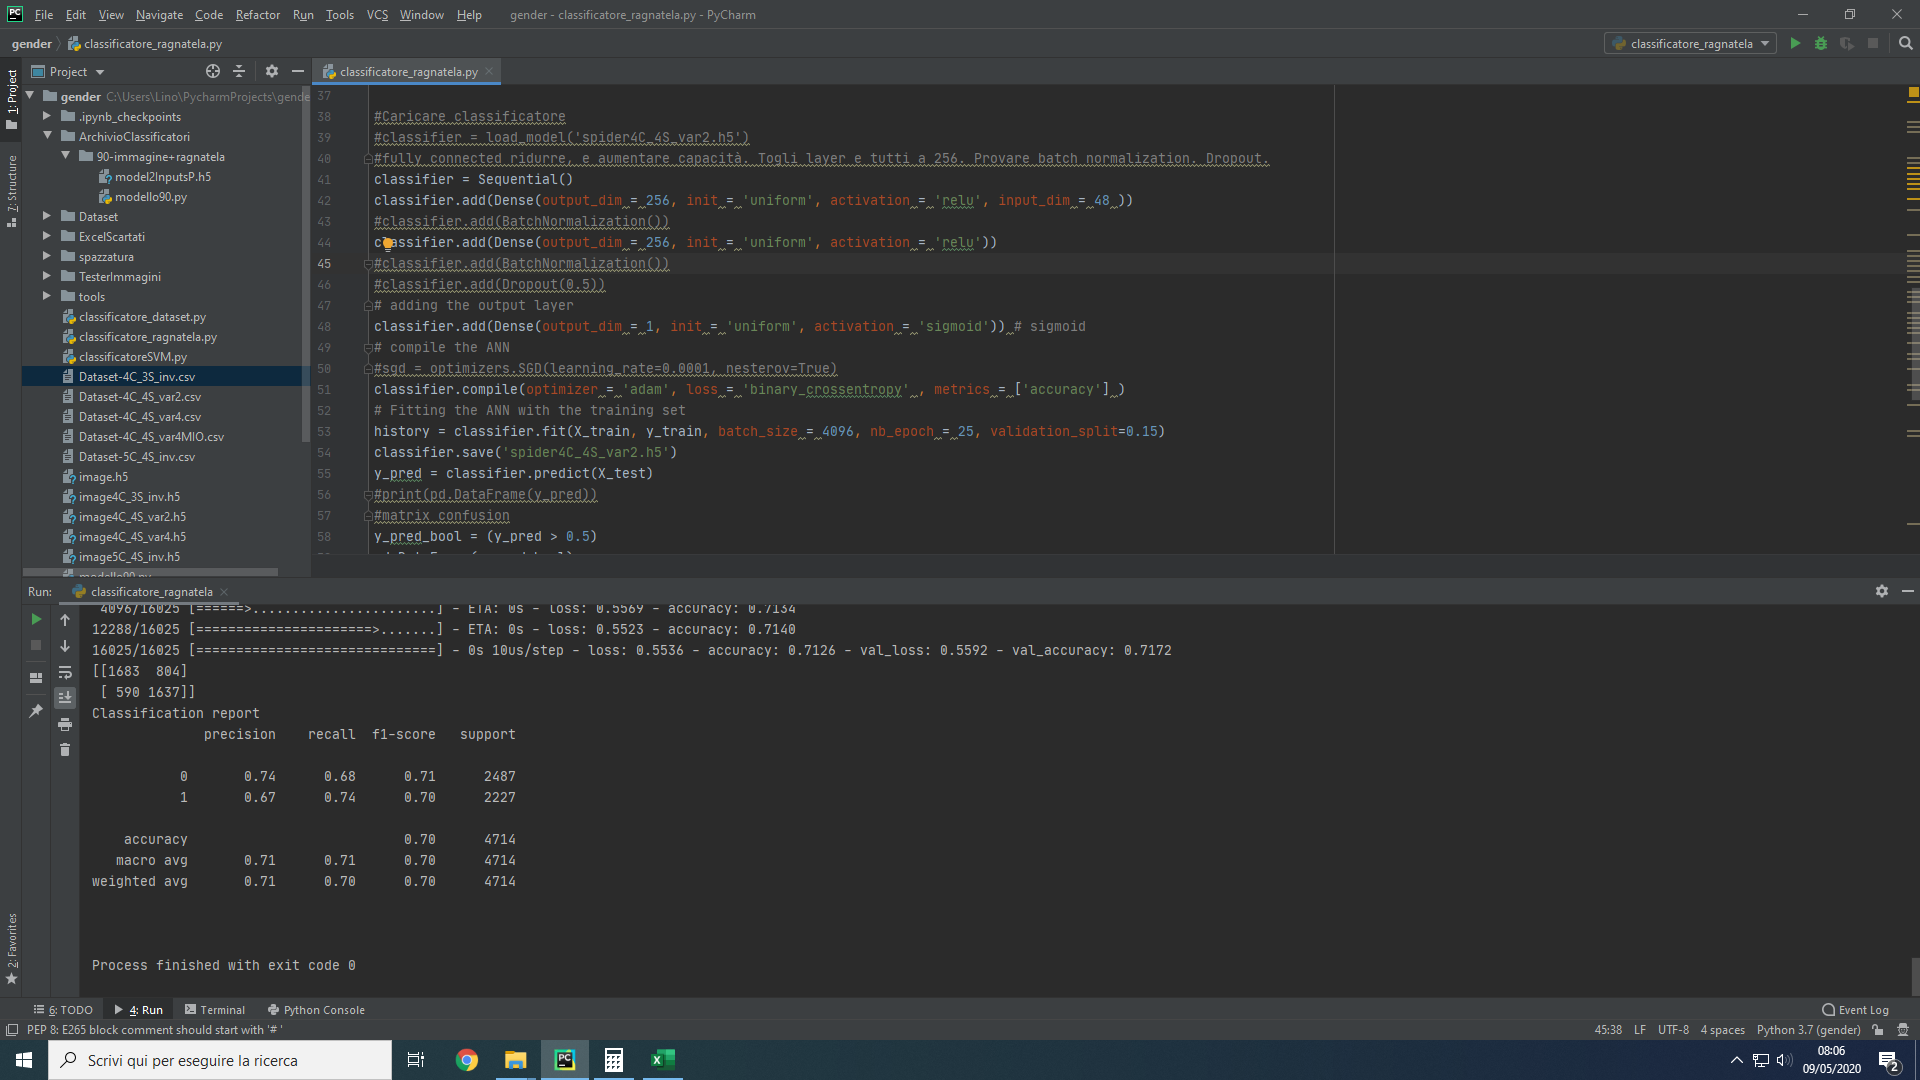 File Edit View Navigate Code Refactor Run Tools VCS Window Help gender - classificatore_ragnatela.py - PyCharm
gender classificatore_ragnatela.py classificatore_ragnatela
Project classificatore_ragnatela.py
1: Project
7: Structure
2: Favorites
gender C:\Users\Lino\PycharmProjects\gende
.ipynb_checkpoints
ArchivioClassificatori
90-immagine+ragnatela
model2InputsP.h5
modello90.py
Dataset
ExcelScartati
spazzatura
TesterImmagini
tools
classificatore_dataset.py
classificatore_ragnatela.py
classificatoreSVM.py
Dataset-4C_3S_inv.csv
Dataset-4C_4S_var2.csv
Dataset-4C_4S_var4.csv
Dataset-4C_4S_var4MIO.csv
Dataset-5C_4S_inv.csv
image.h5
image4C_3S_inv.h5
image4C_4S_var2.h5
image4C_4S_var4.h5
image5C_4S_inv.h5
modello90.py
37
38 #Caricare classificatore
39 #classifier = load_model('spider4C_4S_var2.h5')
40 #fully connected ridurre, e aumentare capacità. Togli layer e tutti a 256. Provare batch normalization. Dropout.
41 classifier = Sequential()
42 classifier.add(Dense(output_dim = 256, init = 'uniform', activation = 'relu', input_dim = 48 ))
43 #classifier.add(BatchNormalization())
44 classifier.add(Dense(output_dim = 256, init = 'uniform', activation = 'relu'))
45 #classifier.add(BatchNormalization())
46 #classifier.add(Dropout(0.5))
47 # adding the output layer
48 classifier.add(Dense(output_dim = 1, init = 'uniform', activation = 'sigmoid')) # sigmoid
49 # compile the ANN
50 #sgd = optimizers.SGD(learning_rate=0.0001, nesterov=True)
51 classifier.compile(optimizer = 'adam', loss = 'binary_crossentropy' , metrics = ['accuracy'] )
52 # Fitting the ANN with the training set
53 history = classifier.fit(X_train, y_train, batch_size = 4096, nb_epoch = 25, validation_split=0.15)
54 classifier.save('spider4C_4S_var2.h5')
55 y_pred = classifier.predict(X_test)
56 #print(pd.DataFrame(y_pred))
57 #matrix confusion
58 y_pred_bool = (y_pred > 0.5)
Run: classificatore_ragnatela
4096/16025 [======>.......................] - ETA: 0s - loss: 0.5569 - accuracy: 0.7134
12288/16025 [======================>.......] - ETA: 0s - loss: 0.5523 - accuracy: 0.7140
16025/16025 [==============================] - 0s 10us/step - loss: 0.5536 - accuracy: 0.7126 - val_loss: 0.5592 - val_accuracy: 0.7172
[[1683 804]
[ 590 1637]]
Classification report
precision recall f1-score support
0 0.74 0.68 0.71 2487
1 0.67 0.74 0.70 2227
accuracy 0.70 4714
macro avg 0.71 0.71 0.70 4714
weighted avg 0.71 0.70 0.70 4714
Process finished with exit code 0
6: TODO 4: Run Terminal Python Console Event Log
PEP 8: E265 block comment should start with '# ' 45:38 LF UTF-8 4 spaces Python 3.7 (gender)
Scrivi qui per eseguire la ricerca
08:06
09/05/2020
2